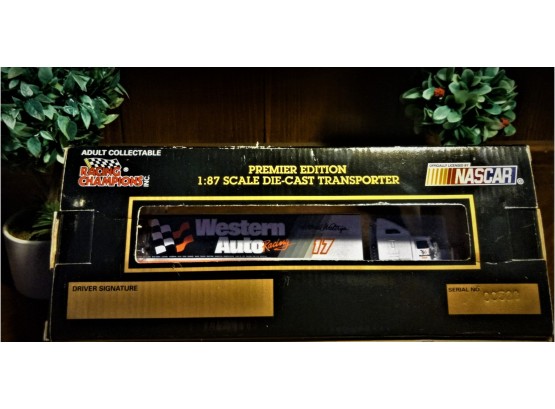 ADULT COLLECTABLE
RACING
CHAMPIONS INC.
PREMIER EDITION
1:87 SCALE DIE-CAST TRANSPORTER
OFFICIALLY LICENSED BY
NASCAR®
Western
Auto Racing 17
DRIVER SIGNATURE
SERIAL NO.